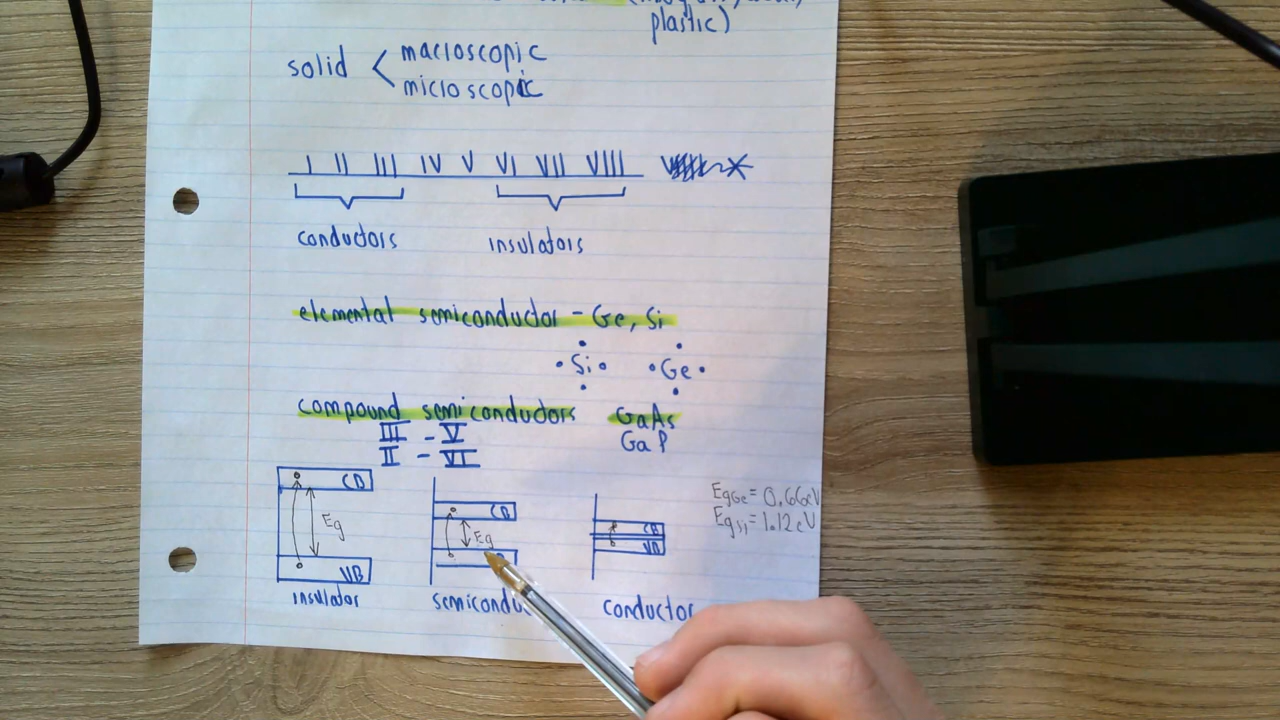 plastic)
solid < macroscopic
microscopic
I II III IV V VI VII VIII
conductors insulators
elemental semiconductor - Ge, Si
Si Ge
compound semiconductors GaAs
III - V GaP
II - VI
CB CB CB
Eg Eg
VB VB
EgGe = 0.66eV
EgSi = 1.12eV
insulator conductor